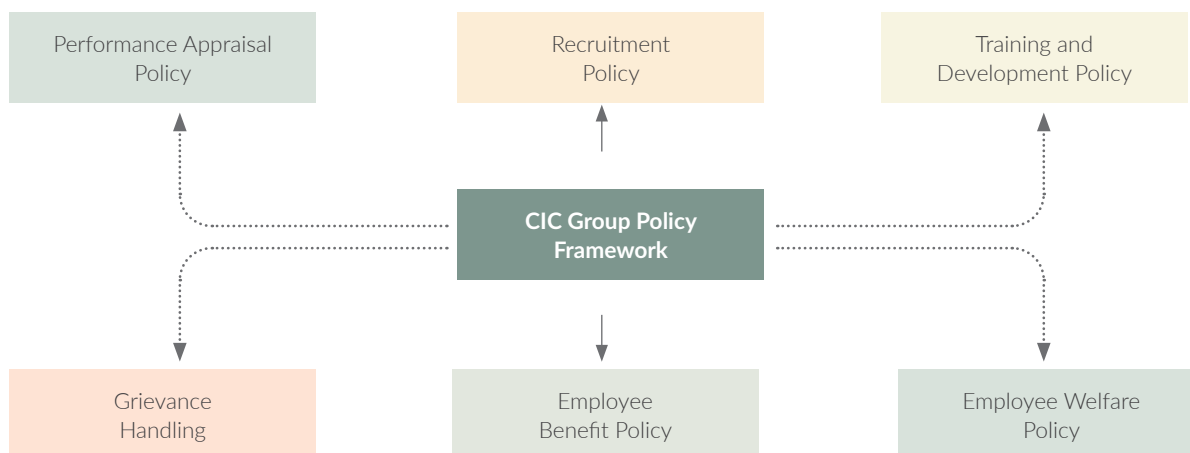 Performance Appraisal
Policy
Recruitment
Policy
Training and
Development Policy
CIC Group Policy
Framework
Grievance
Handling
Employee
Benefit Policy
Employee Welfare
Policy